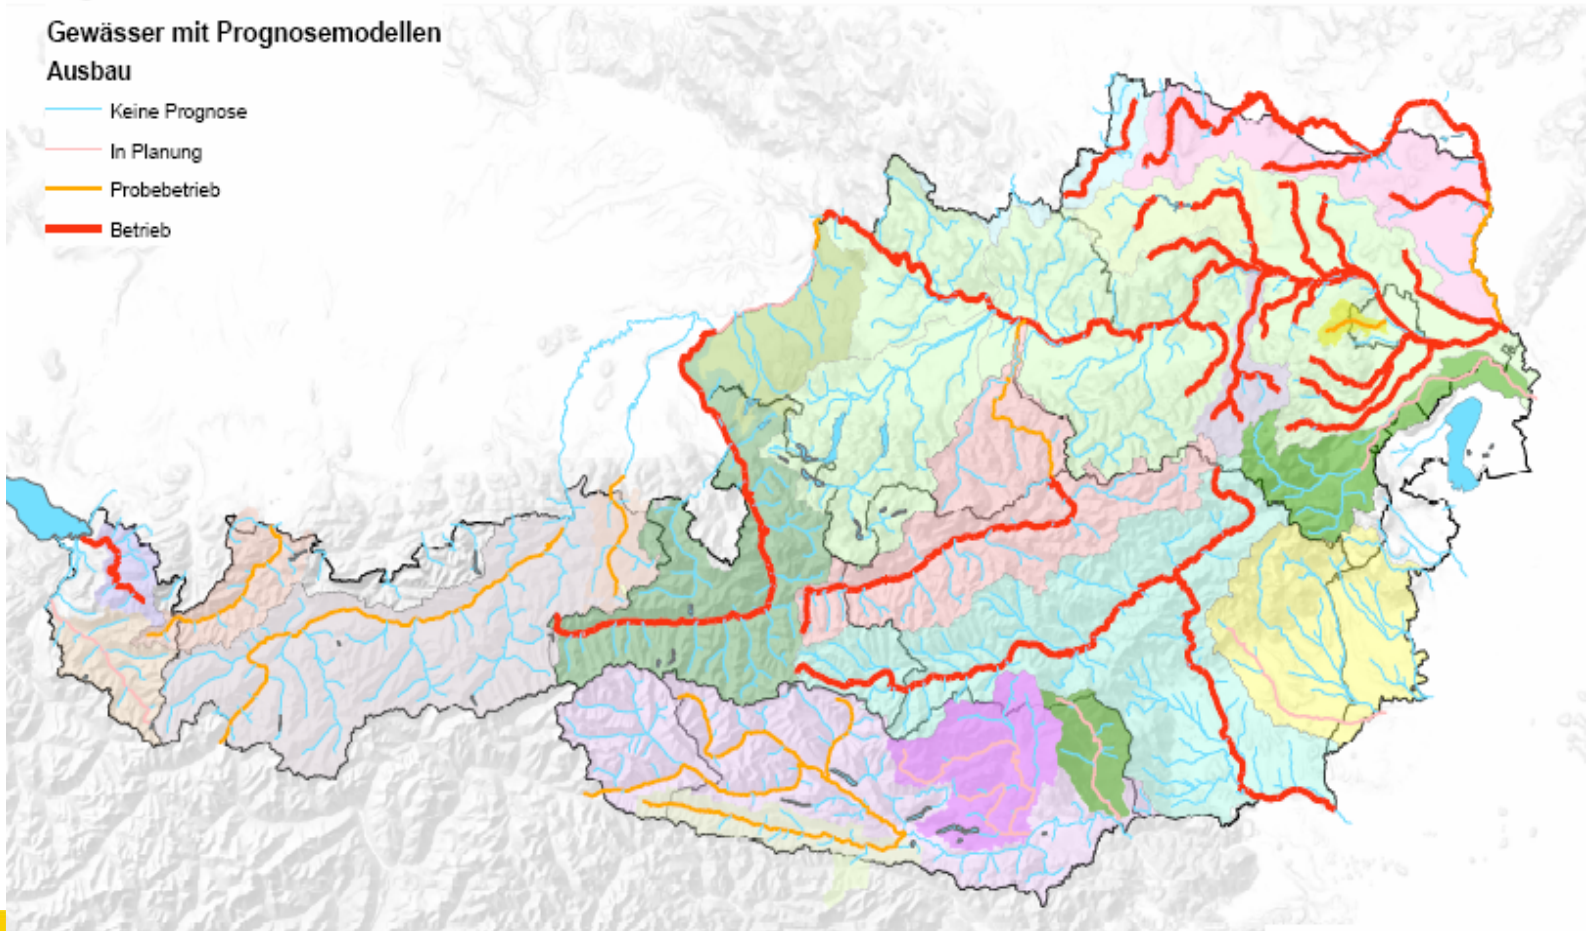 Gewässer mit Prognosemodellen
Ausbau
Keine Prognose
In Planung
Probebetrieb
Betrieb